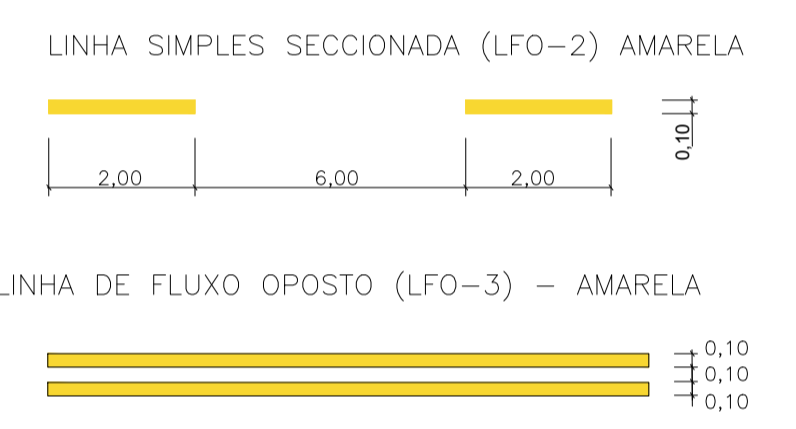 LINHA SIMPLES SECCIONADA (LFO-2) AMARELA
0,10
2,00 6,00 2,00
LINHA DE FLUXO OPOSTO (LFO-3) - AMARELA
0,10
0,10
0,10